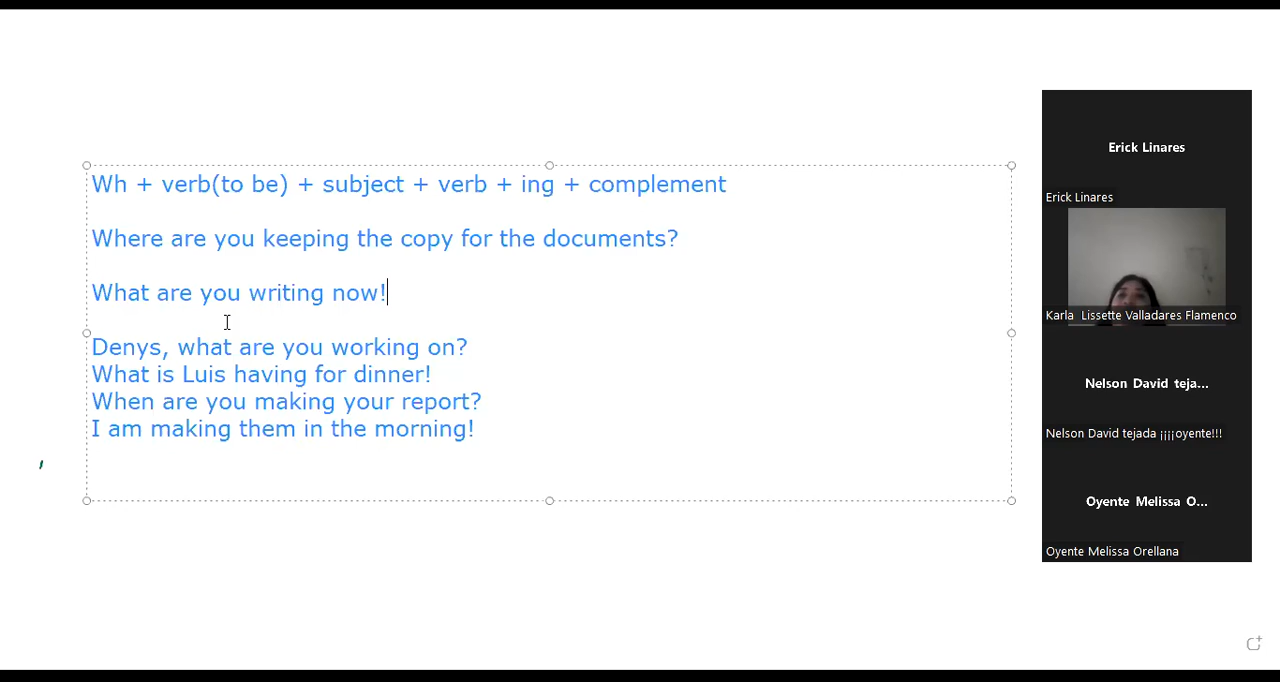 Wh + verb(to be) + subject + verb + ing + complement
Where are you keeping the copy for the documents?
What are you writing now!
Denys, what are you working on?
What is Luis having for dinner!
When are you making your report?
I am making them in the morning!
Erick Linares
Erick Linares
Karla Lissette Valladares Flamenco
Nelson David teja...
Nelson David tejada ¡¡¡¡oyente!!!
Oyente Melissa O...
Oyente Melissa Orellana